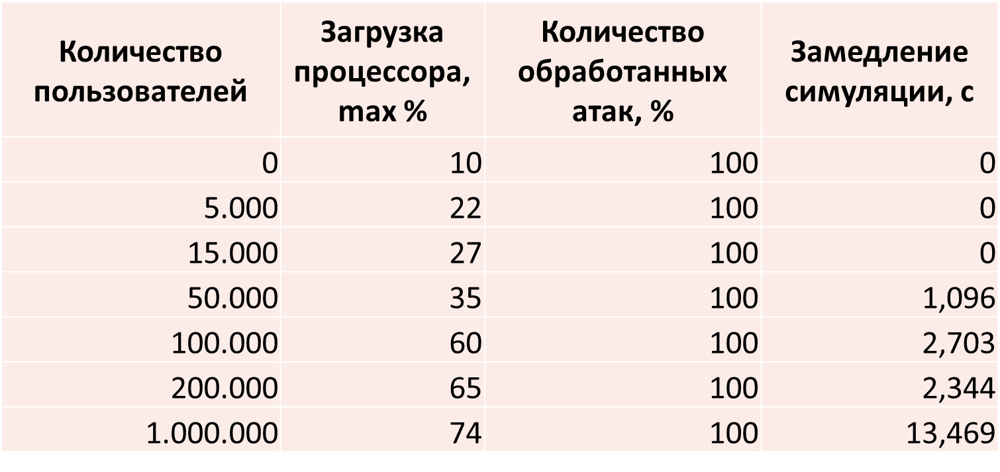 Количество пользователей	Загрузка процессора, max %	Количество обработанных атак, %	Замедление симуляции, с
0	10	100	0
5.000	22	100	0
15.000	27	100	0
50.000	35	100	1,096
100.000	60	100	2,703
200.000	65	100	2,344
1.000.000	74	100	13,469